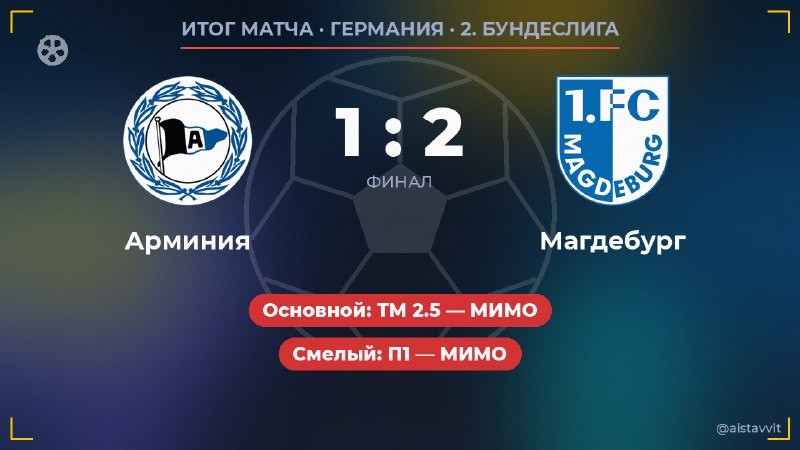 ИТОГ МАТЧА · ГЕРМАНИЯ · 2. БУНДЕСЛИГА
A
1 : 2
1.FC
MAGDEBURG
ФИНАЛ
Арминия
Магдебург
Основной: ТМ 2.5 — МИМО
Смелый: П1 — МИМО
@aistavvit